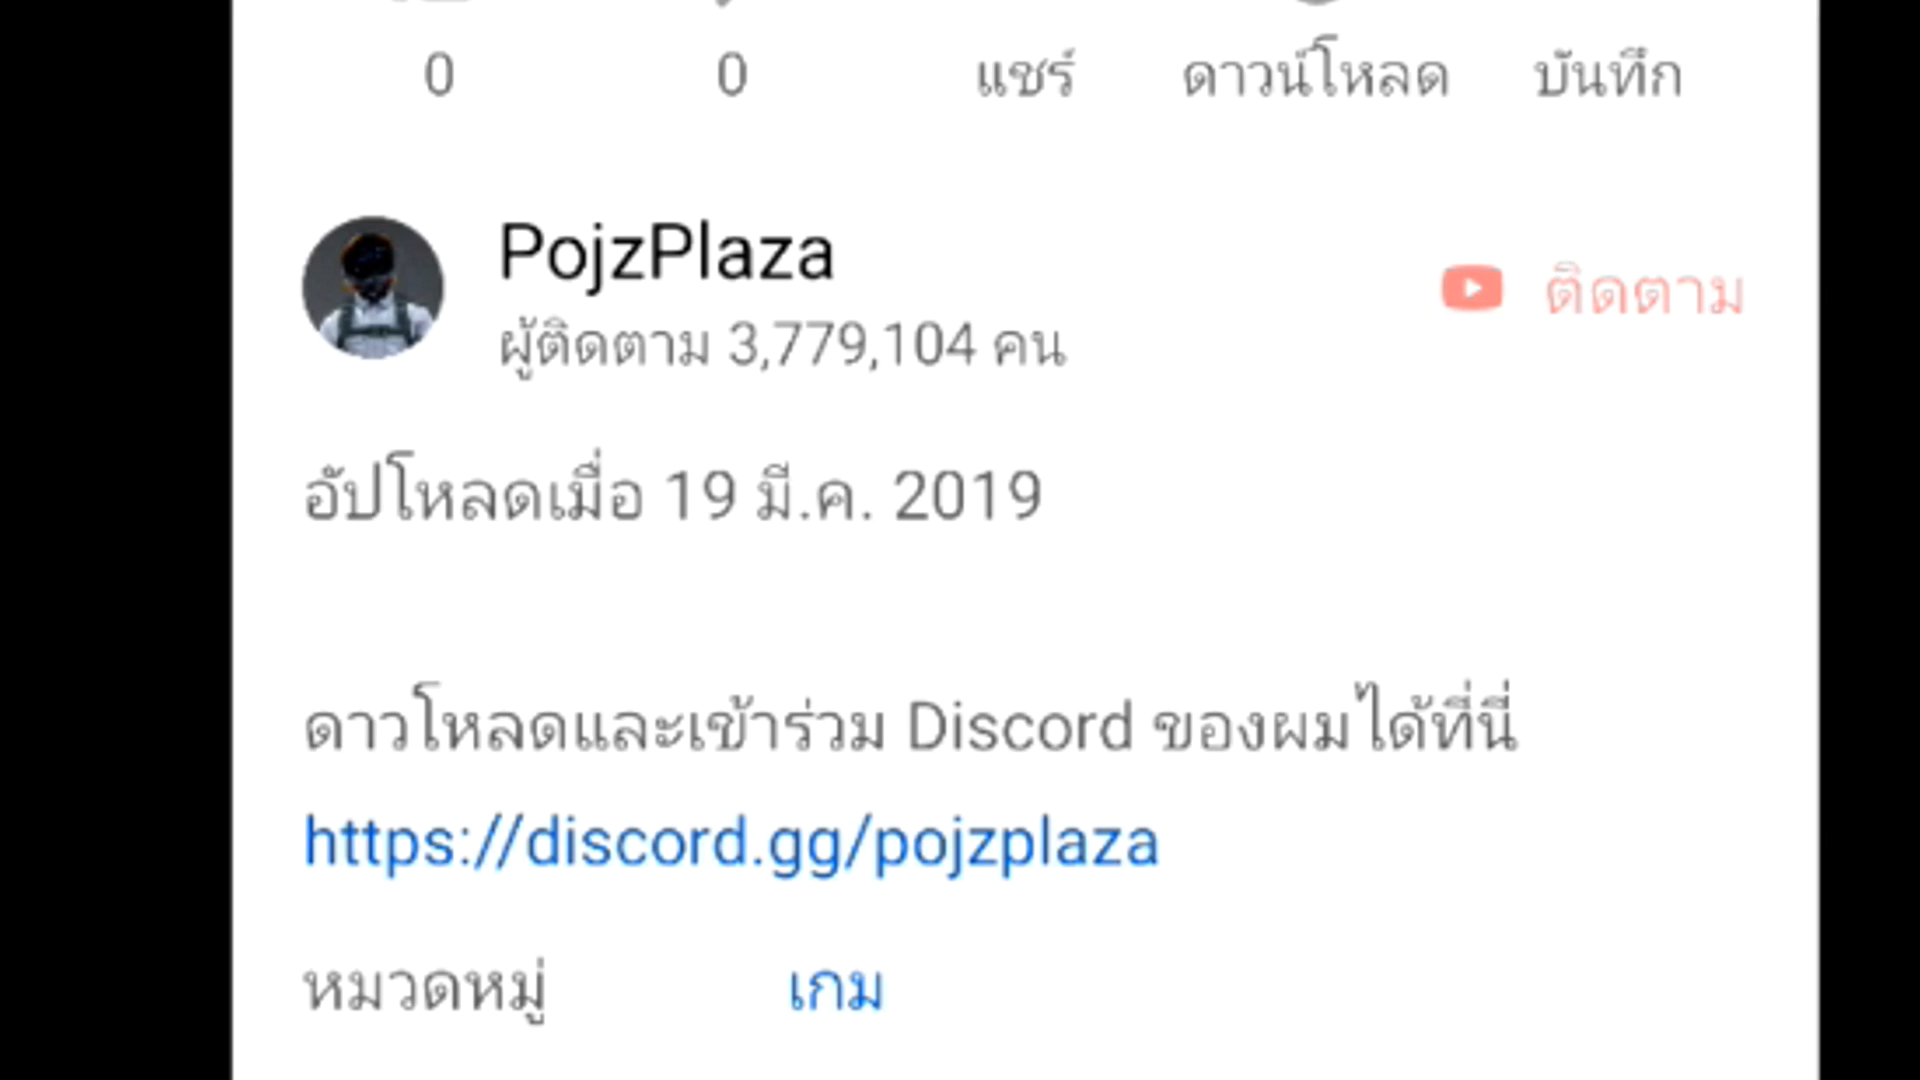 0 0 แชร์ ดาวน์โหลด บันทึก
PojzPlaza
ผู้ติดตาม 3,779,104 คน
ติดตาม
อัปโหลดเมื่อ 19 มี.ค. 2019
ดาวโหลดและเข้าร่วม Discord ของผมได้ที่นี่
https://discord.gg/pojzplaza
หมวดหมู่ เกม